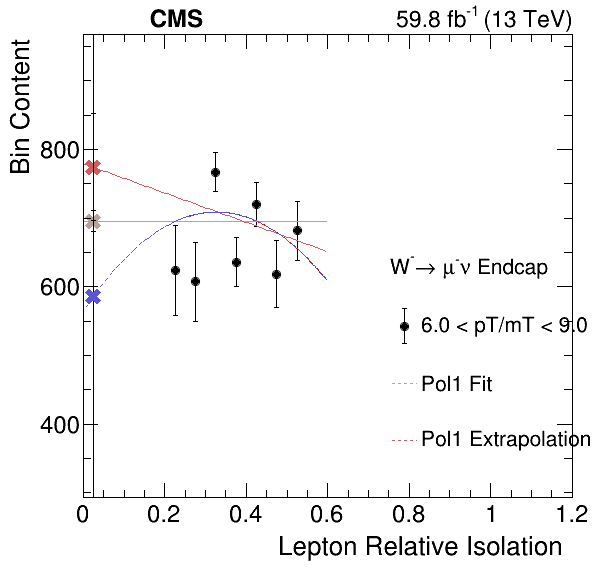 CMS 59.8 fb⁻¹ (13 TeV)
Bin Content
800
600
400
W⁻→ μ⁻ν Endcap
6.0 < pT/mT < 9.0
Pol1 Fit
Pol1 Extrapolation
0 0.2 0.4 0.6 0.8 1 1.2
Lepton Relative Isolation